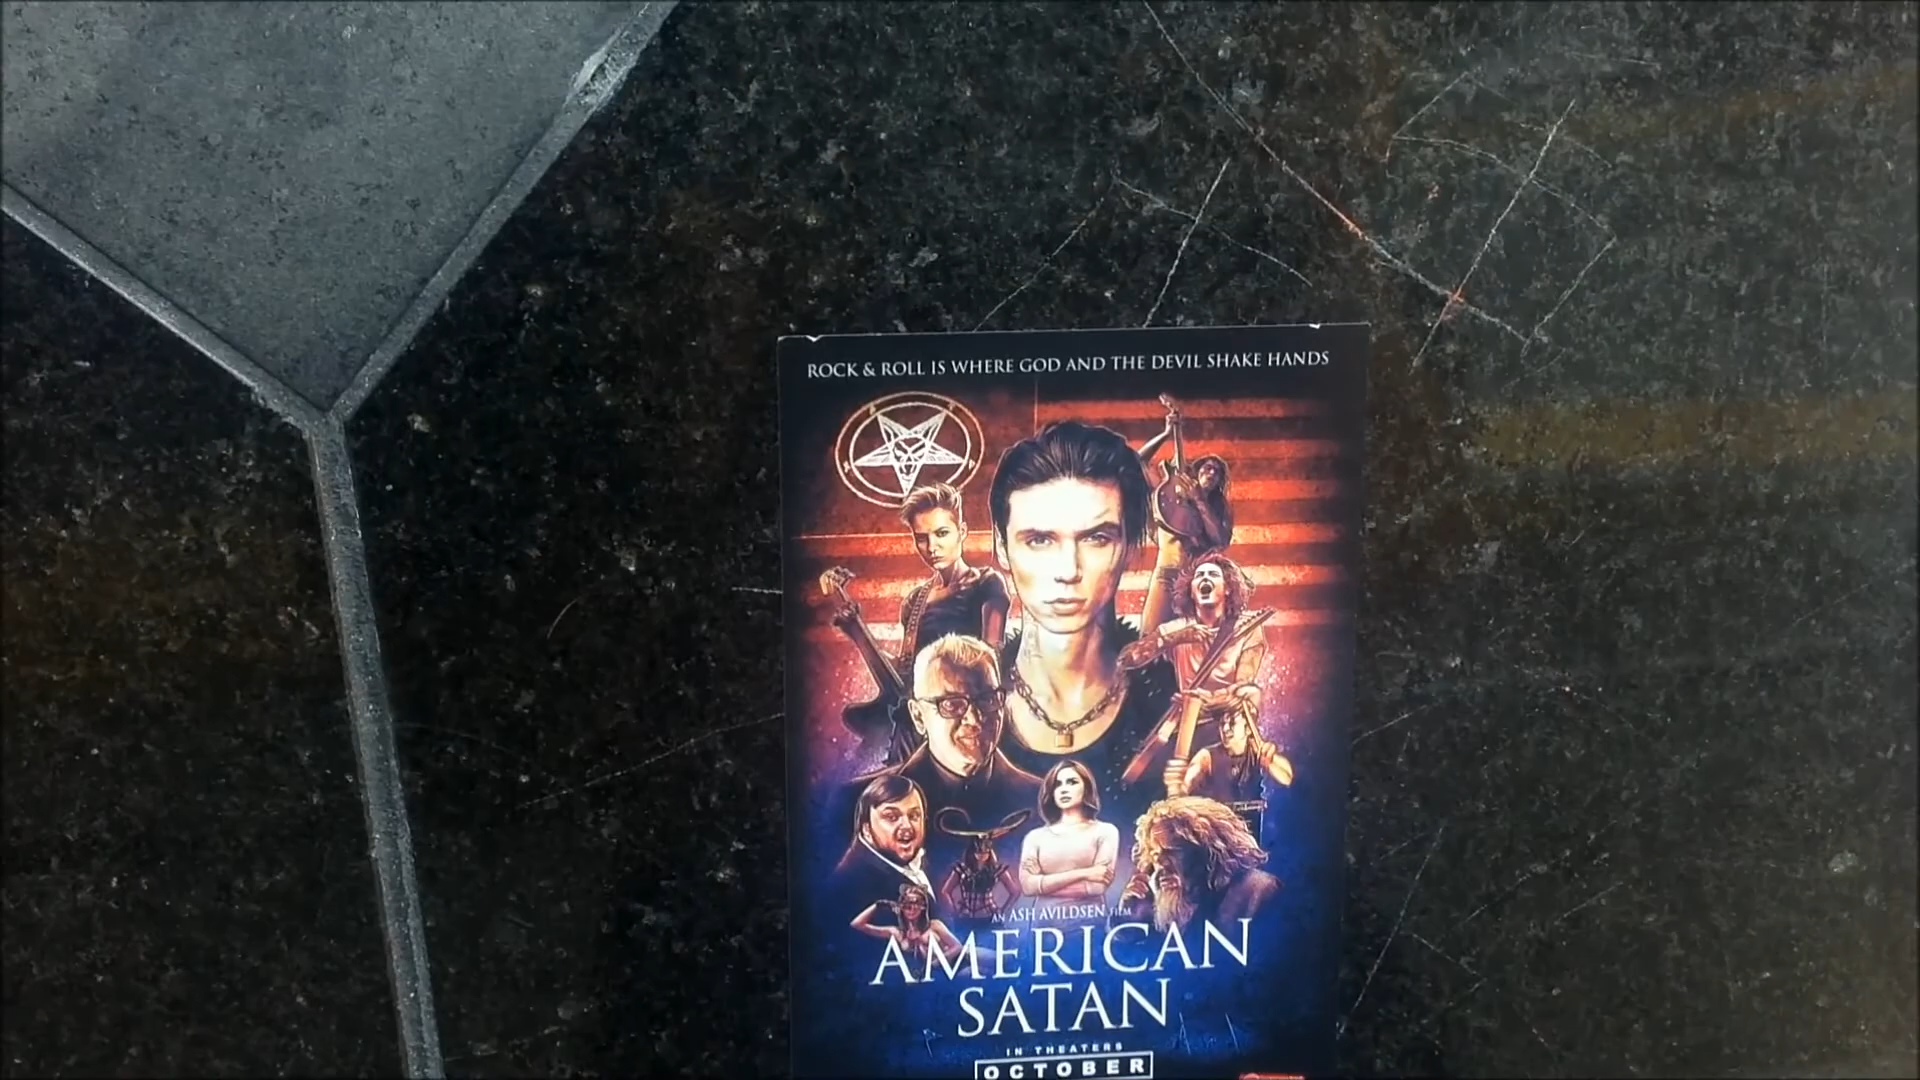 ROCK & ROLL IS WHERE GOD AND THE DEVIL SHAKE HANDS
AN ASH AVILDSEN FILM
AMERICAN
SATAN
IN THEATERS
OCTOBER